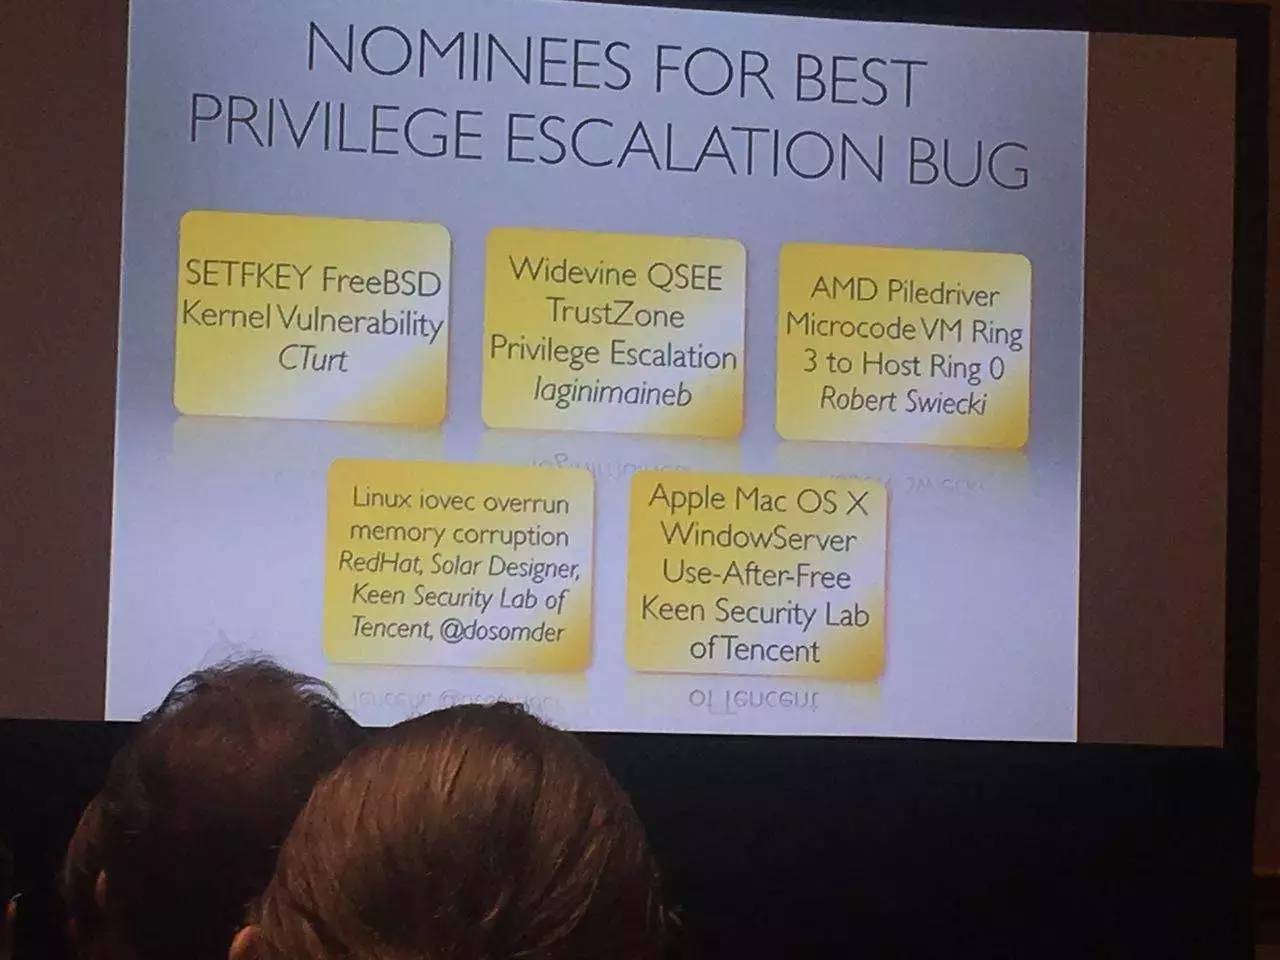 NOMINEES FOR BEST
PRIVILEGE ESCALATION BUG
SETFKEY FreeBSD
Kernel Vulnerability
CTurt
Widevine QSEE
TrustZone
Privilege Escalation
laginimaineb
AMD Piledriver
Microcode VM Ring
3 to Host Ring 0
Robert Swiecki
Linux iovec overrun
memory corruption
RedHat, Solar Designer,
Keen Security Lab of
Tencent, @dosomder
Apple Mac OS X
WindowServer
Use-After-Free
Keen Security Lab
of Tencent